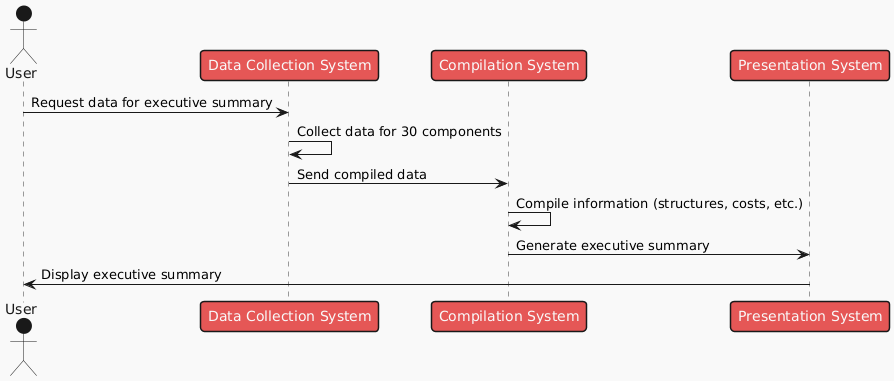 User
Data Collection System
Compilation System
Presentation System
Request data for executive summary
Collect data for 30 components
Send compiled data
Compile information (structures, costs, etc.)
Generate executive summary
Display executive summary
User
Data Collection System
Compilation System
Presentation System